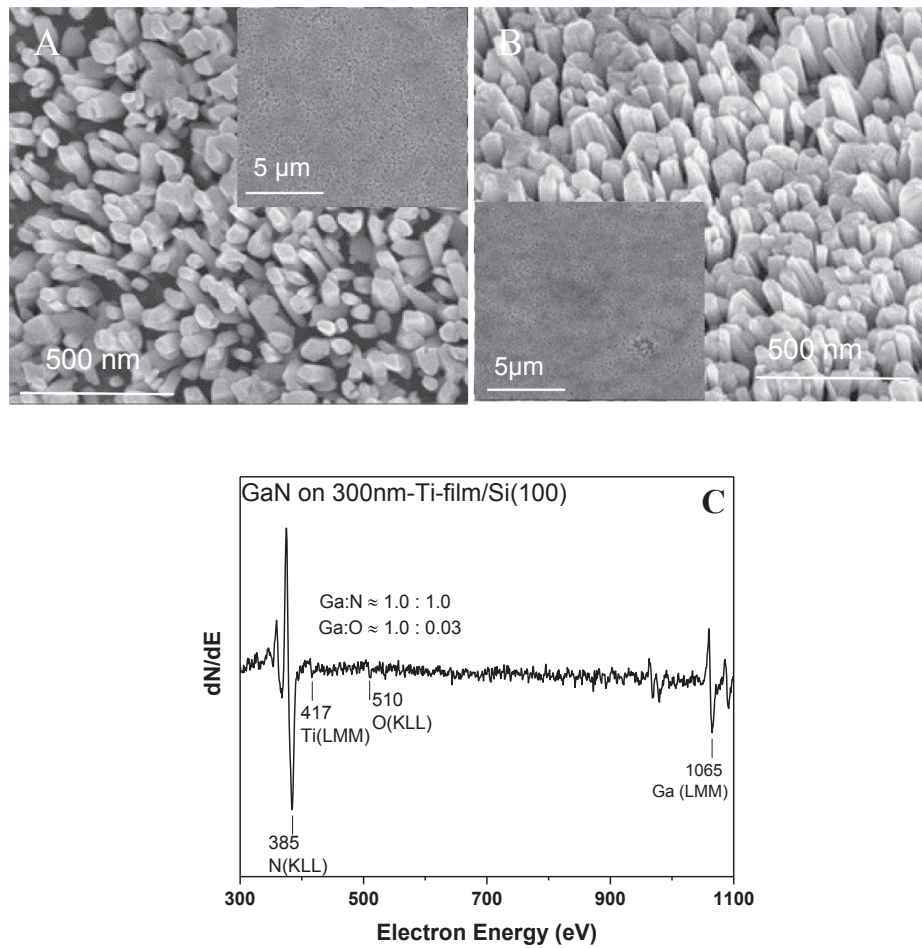 A
5 µm
500 nm
B
5µm
500 nm
GaN on 300nm-Ti-film/Si(100)
C
Ga:N ≈ 1.0 : 1.0
Ga:O ≈ 1.0 : 0.03
dN/dE
417
Ti(LMM)
510
O(KLL)
1065
Ga (LMM)
385
N(KLL)
300
500
700
900
1100
Electron Energy (eV)